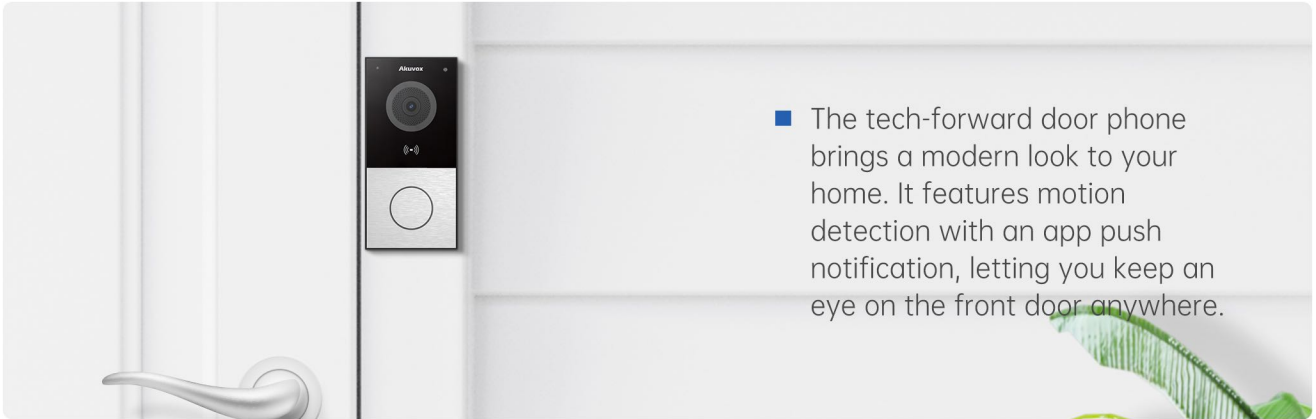 Akuvox
The tech-forward door phone
brings a modern look to your
home. It features motion
detection with an app push
notification, letting you keep an
eye on the front door anywhere.